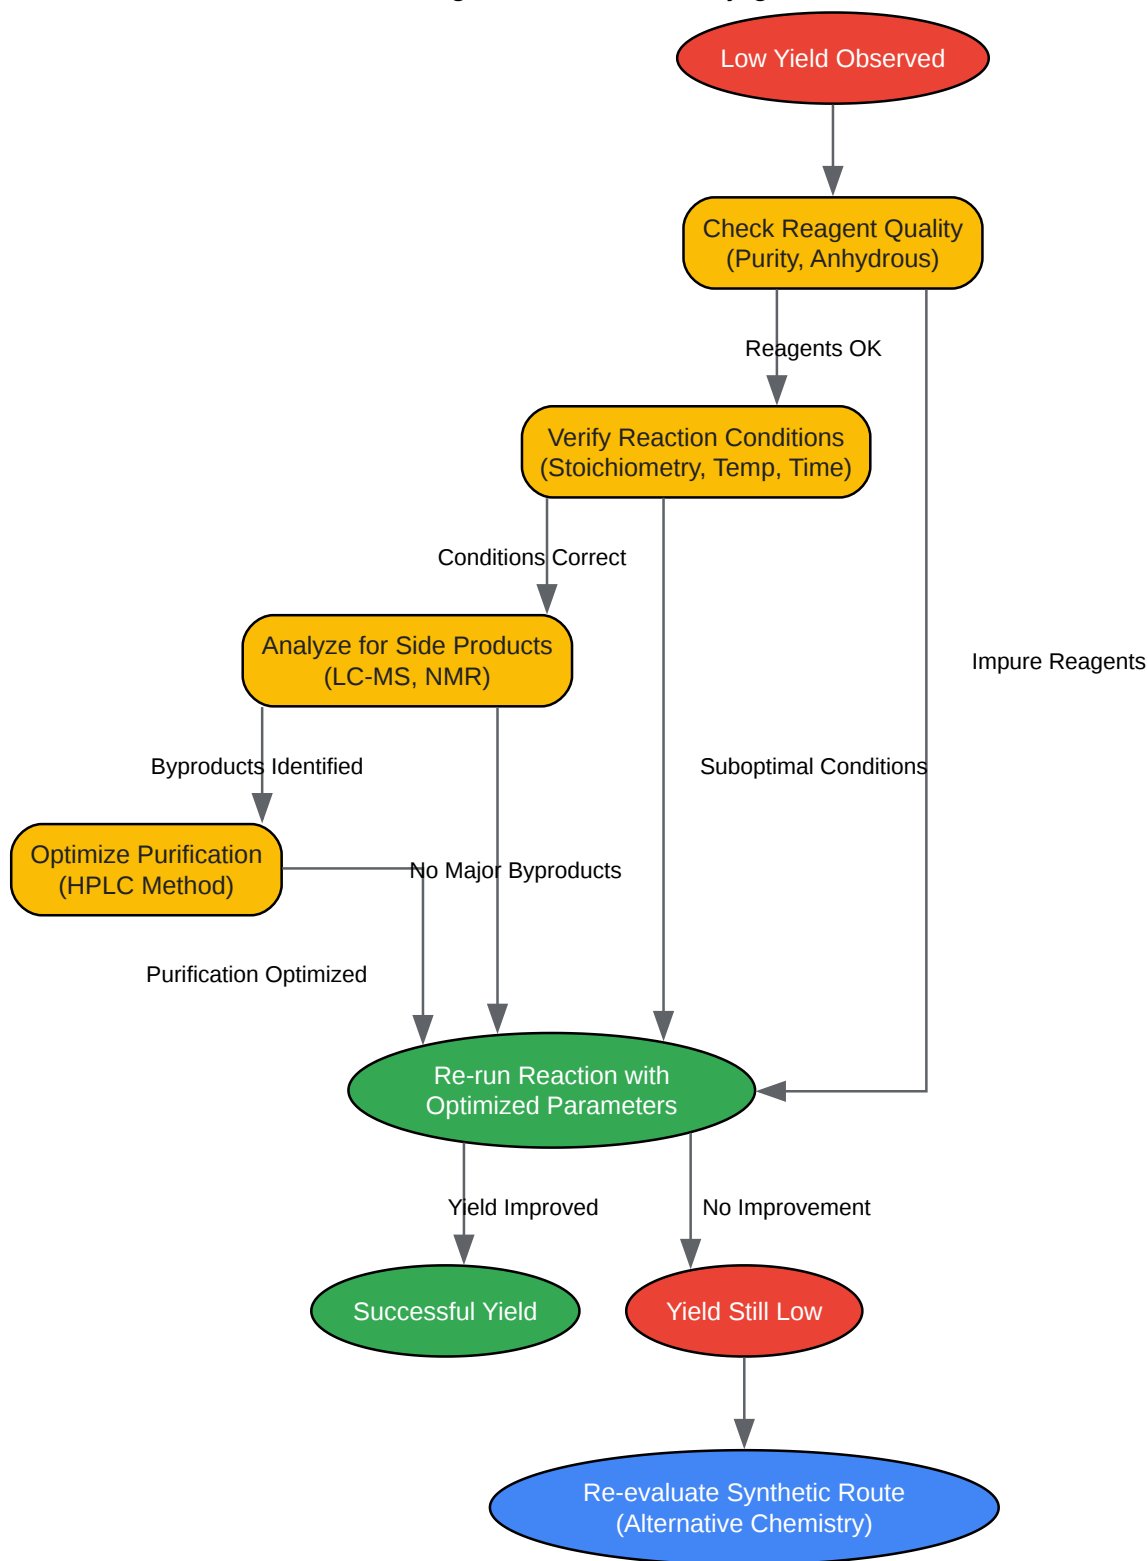 Low Yield Observed
Check Reagent Quality
(Purity, Anhydrous)
Reagents OK
Verify Reaction Conditions
(Stoichiometry, Temp, Time)
Conditions Correct
Analyze for Side Products
(LC-MS, NMR)
Impure Reagents
Byproducts Identified
Suboptimal Conditions
Optimize Purification
(HPLC Method)
No Major Byproducts
Purification Optimized
Re-run Reaction with
Optimized Parameters
Yield Improved
No Improvement
Successful Yield
Yield Still Low
Re-evaluate Synthetic Route
(Alternative Chemistry)